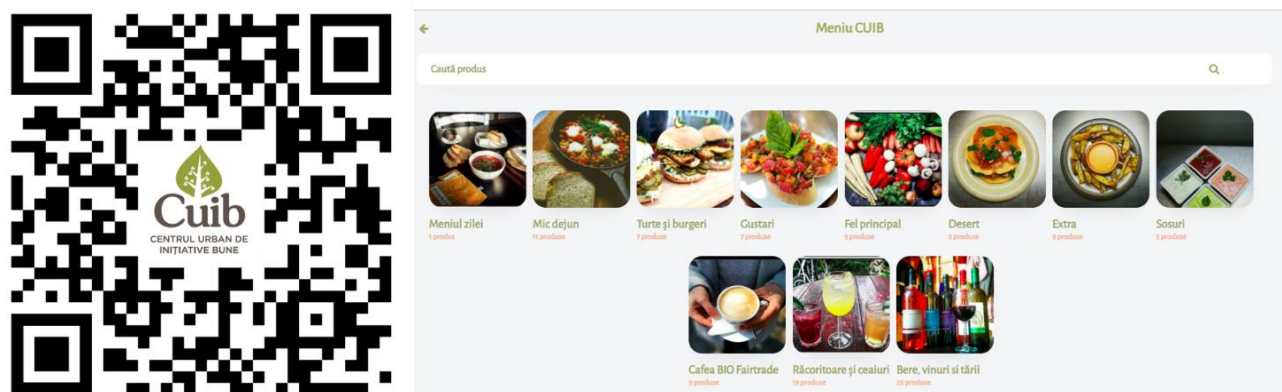 Cuib
CENTRUL URBAN DE
INIȚIATIVE BUNE
Meniu CUIB
Caută produs
Meniul zilei
1 produs
Mic dejun
11 produse
Turte și burgeri
7 produse
Gustari
7 produse
Fel principal
3 produse
Desert
2 produse
Extra
9 produse
Sosuri
5 produse
Cafea BIO Fairtrade
9 produse
Răcoritoare și ceaiuri
19 produse
Bere, vinuri si tării
26 produse